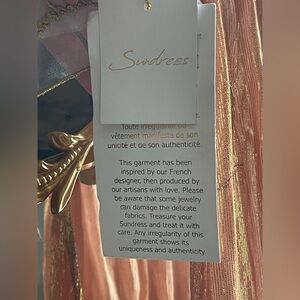 Sundress
Toute irrégularité du
vêtement manifeste de son
unicité et de son authenticité.
This garment has been
inspired by our French
designer, then produced by
our artisans with love. Please
be aware that some jewelry
can damage the delicate
fabrics. Treasure your
Sundress and treat it with
care. Any irregularity of this
garment shows its
uniqueness and authenticity